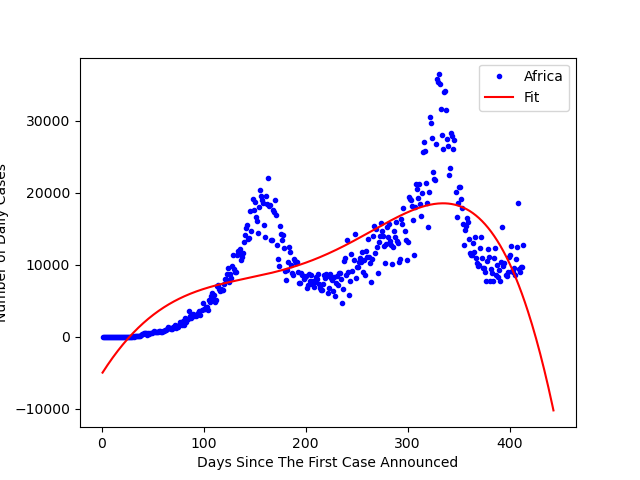 Africa
Fit
Number of Daily Cases
30000
20000
10000
0
−10000
0 100 200 300 400
Days Since The First Case Announced